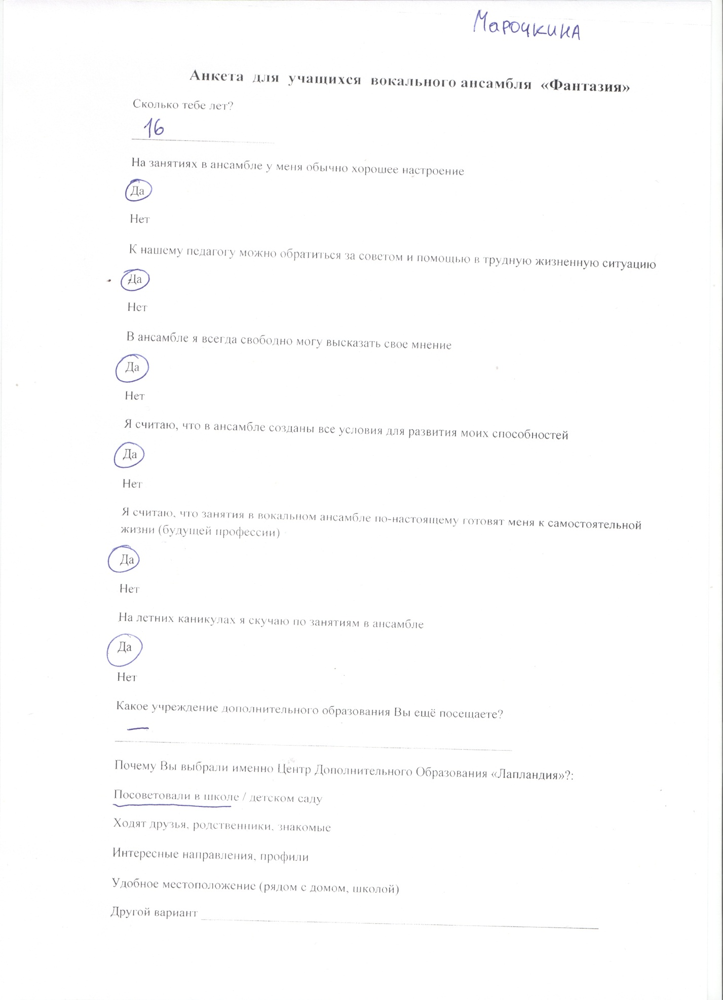 Марочкина
Анкета для учащихся вокального ансамбля «Фантазия»
Сколько тебе лет?
16
На занятиях в ансамбле у меня обычно хорошее настроение
Да
Нет
К нашему педагогу можно обратиться за советом и помощью в трудную жизненную ситуацию
Да
Нет
В ансамбле я всегда свободно могу высказать свое мнение
Да
Нет
Я считаю, что в ансамбле созданы все условия для развития моих способностей
Да
Нет
Я считаю, что занятия в вокальном ансамбле по-настоящему готовят меня к самостоятельной
жизни (будущей профессии)
Да
Нет
На летних каникулах я скучаю по занятиям в ансамбле
Да
Нет
Какое учреждение дополнительного образования Вы ещё посещаете?
—
Почему Вы выбрали именно Центр Дополнительного Образования «Лапландия»?:
Посоветовали в школе / детском саду
Ходят друзья, родственники, знакомые
Интересные направления, профили
Удобное местоположение (рядом с домом, школой)
Другой вариант